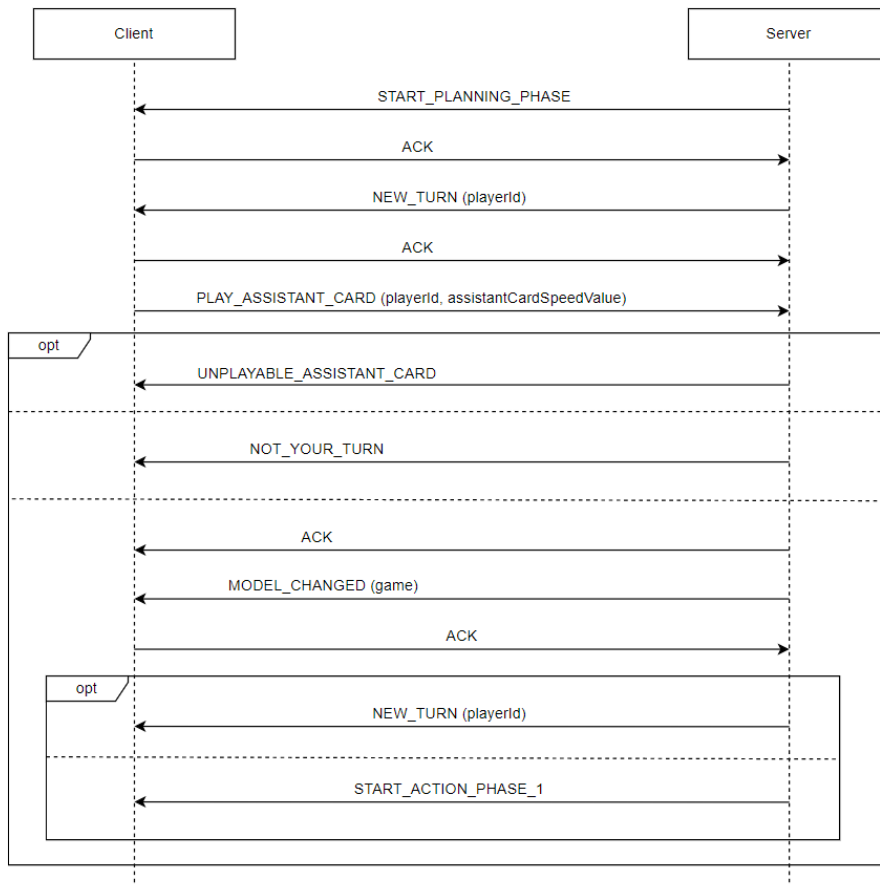 Client
Server
START_PLANNING_PHASE
ACK
NEW_TURN (playerId)
ACK
PLAY_ASSISTANT_CARD (playerId, assistantCardSpeedValue)
opt
UNPLAYABLE_ASSISTANT_CARD
NOT_YOUR_TURN
ACK
MODEL_CHANGED (game)
ACK
opt
NEW_TURN (playerId)
START_ACTION_PHASE_1